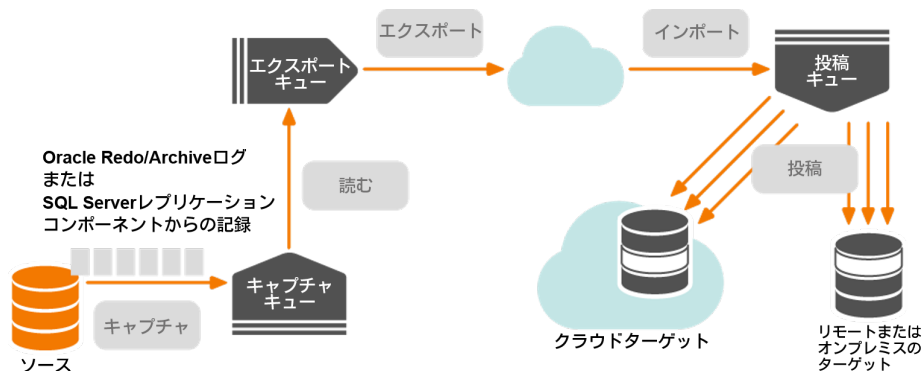 エクスポート
インポート
エクスポート
キュー
投稿
キュー
Oracle Redo/Archiveログ
または
SQL Serverレプリケーション
コンポーネントからの記録
読む
投稿
キャプチャ
キュー
キャプチャ
ソース
クラウドターゲット
リモートまたは
オンプレミスの
ターゲット